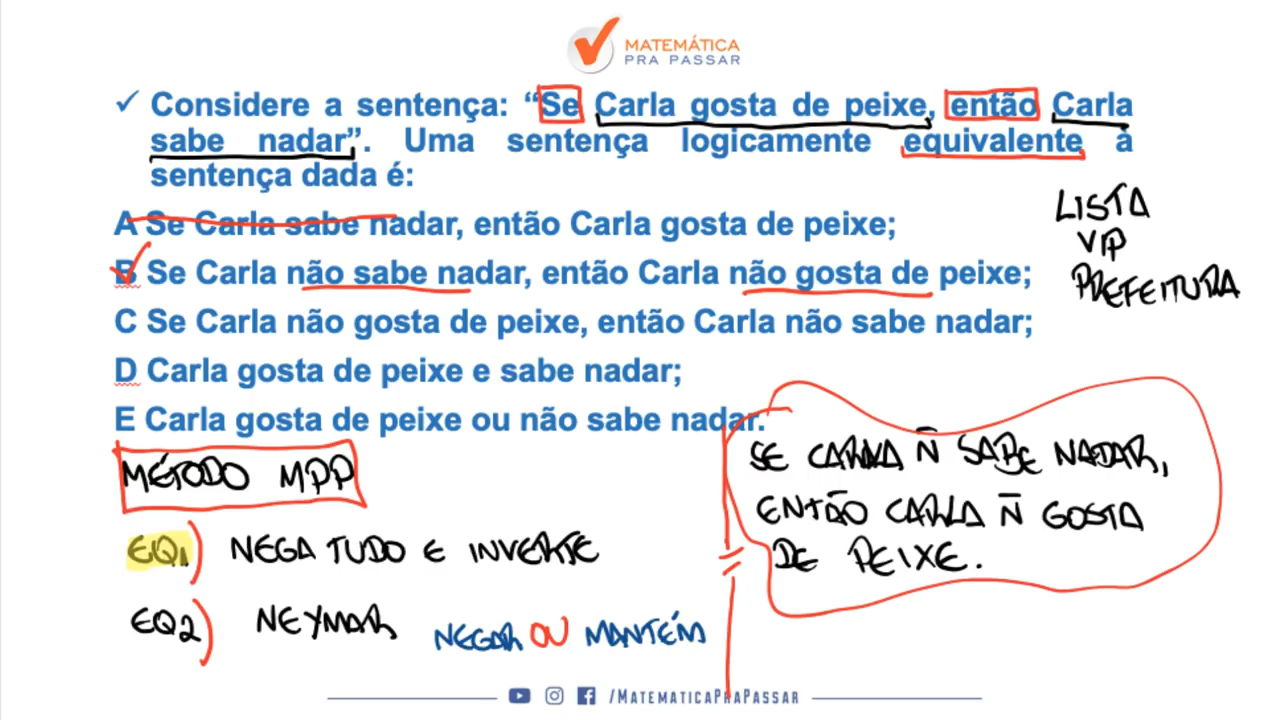 MATEMÁTICA
PRA PASSAR
✓ Considere a sentença: “Se Carla gosta de peixe, então Carla
sabe nadar”. Uma sentença logicamente equivalente à
sentença dada é:
A Se Carla sabe nadar, então Carla gosta de peixe;
B Se Carla não sabe nadar, então Carla não gosta de peixe;
C Se Carla não gosta de peixe, então Carla não sabe nadar;
D Carla gosta de peixe e sabe nadar;
E Carla gosta de peixe ou não sabe nadar.
LISTA
VIP
PREFEITURA
MÉTODO MPP
EQ1) NEGA TUDO E INVERTE
EQ2) NEYMAR NEGAR OU MANTÉM
SE CARLA Ñ SABE NADAR,
ENTÃO CARLA Ñ GOSTA
DE PEIXE.
/MATEMATICAPRAPASSAR